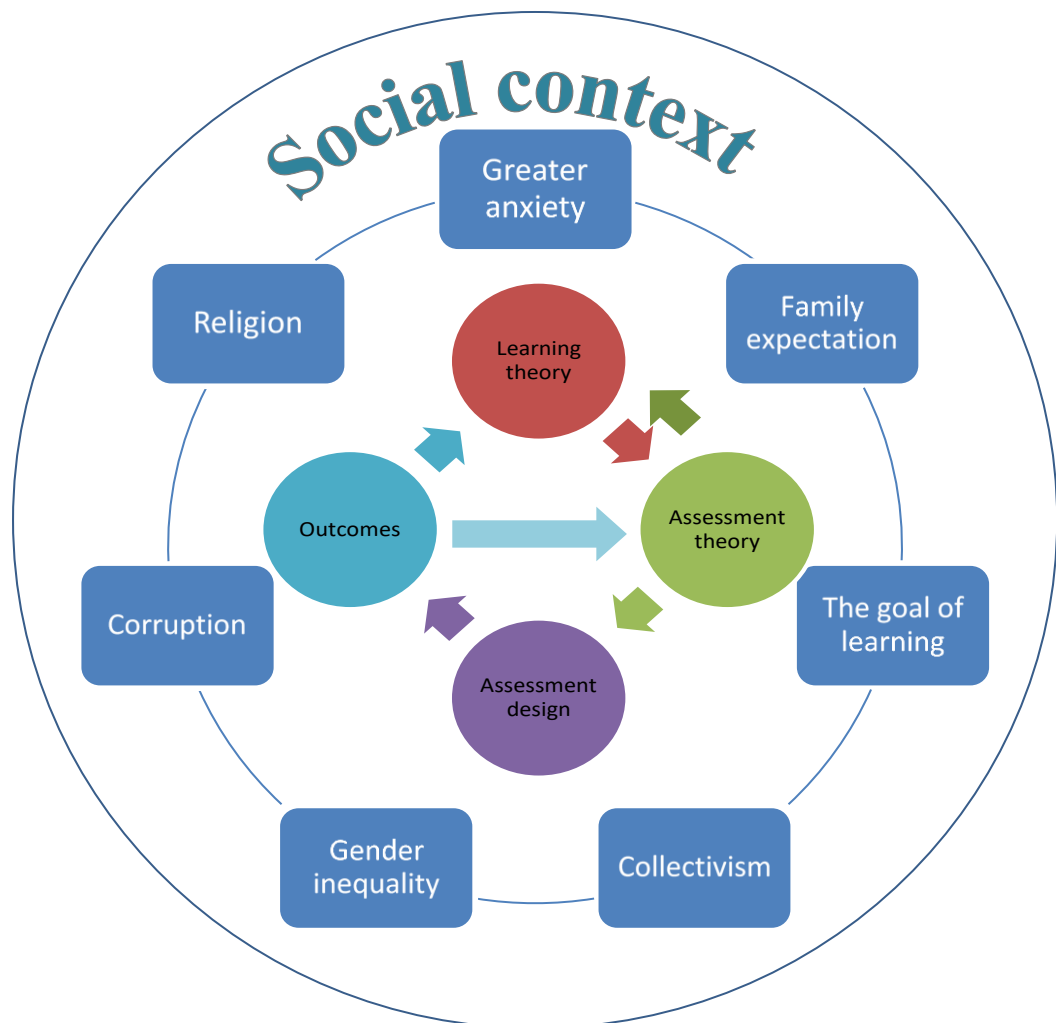 Social context
Greater
anxiety
Religion
Family
expectation
Learning
theory
Outcomes
Assessment
theory
Corruption
The goal of
learning
Assessment
design
Gender
inequality
Collectivism